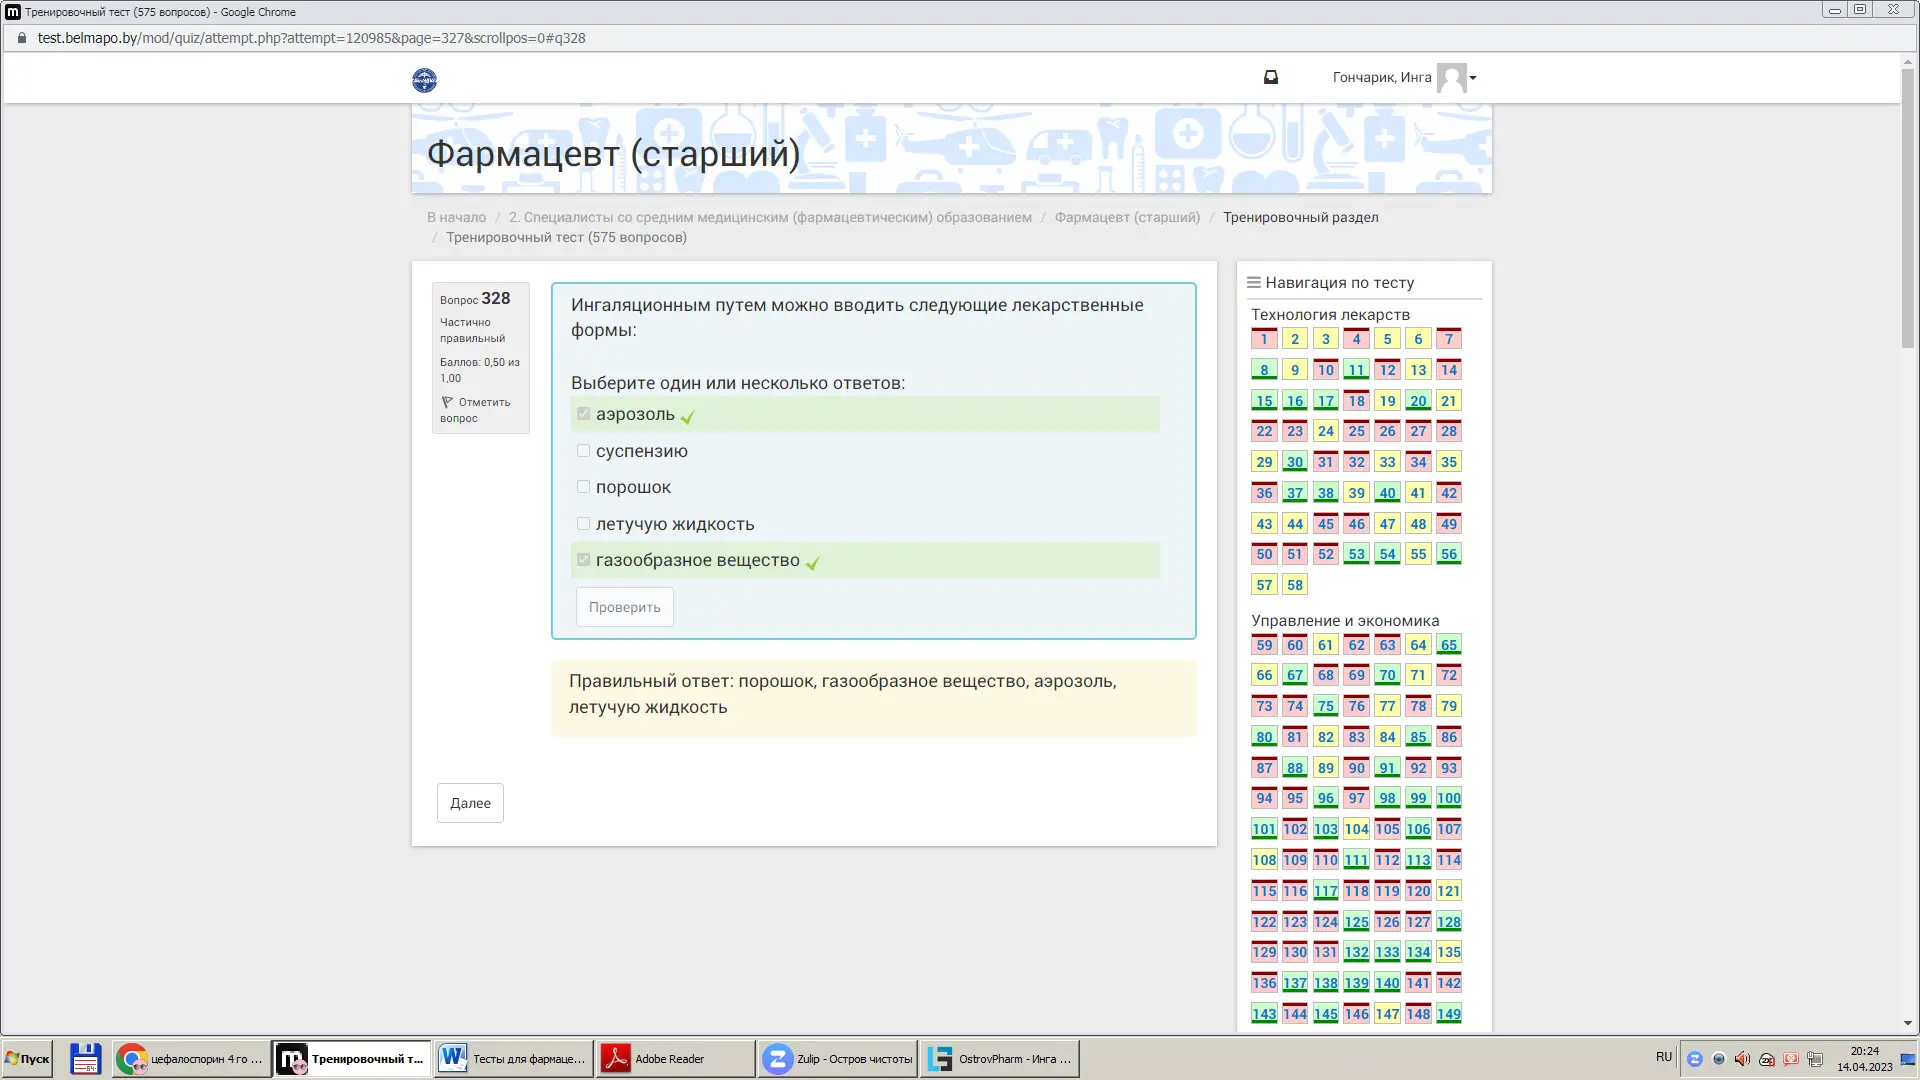 Тренировочный тест (575 вопросов) - Google Chrome
test.belmapo.by/mod/quiz/attempt.php?attempt=120985&page=327&scrollpos=0#q328
Гончарик, Инга
Фармацевт (старший)
В начало / 2. Специалисты со средним медицинским (фармацевтическим) образованием / Фармацевт (старший) / Тренировочный раздел
/ Тренировочный тест (575 вопросов)
Вопрос 328
Частично
правильный
Баллов: 0,50 из
1,00
Отметить
вопрос
Ингаляционным путем можно вводить следующие лекарственные
формы:
Выберите один или несколько ответов:
аэрозоль
суспензию
порошок
летучую жидкость
газообразное вещество
Проверить
Правильный ответ: порошок, газообразное вещество, аэрозоль,
летучую жидкость
Далее
Навигация по тесту
Технология лекарств
1 2 3 4 5 6 7
8 9 10 11 12 13 14
15 16 17 18 19 20 21
22 23 24 25 26 27 28
29 30 31 32 33 34 35
36 37 38 39 40 41 42
43 44 45 46 47 48 49
50 51 52 53 54 55 56
57 58
Управление и экономика
59 60 61 62 63 64 65
66 67 68 69 70 71 72
73 74 75 76 77 78 79
80 81 82 83 84 85 86
87 88 89 90 91 92 93
94 95 96 97 98 99 100
101 102 103 104 105 106 107
108 109 110 111 112 113 114
115 116 117 118 119 120 121
122 123 124 125 126 127 128
129 130 131 132 133 134 135
136 137 138 139 140 141 142
143 144 145 146 147 148 149
Пуск
цефалоспорин 4 го ...
Тренировочный т...
Тесты для фармаце...
Adobe Reader
Zulip - Остров чистоты
OstrovPharm - Инга ...
RU
20:24
14.04.2023